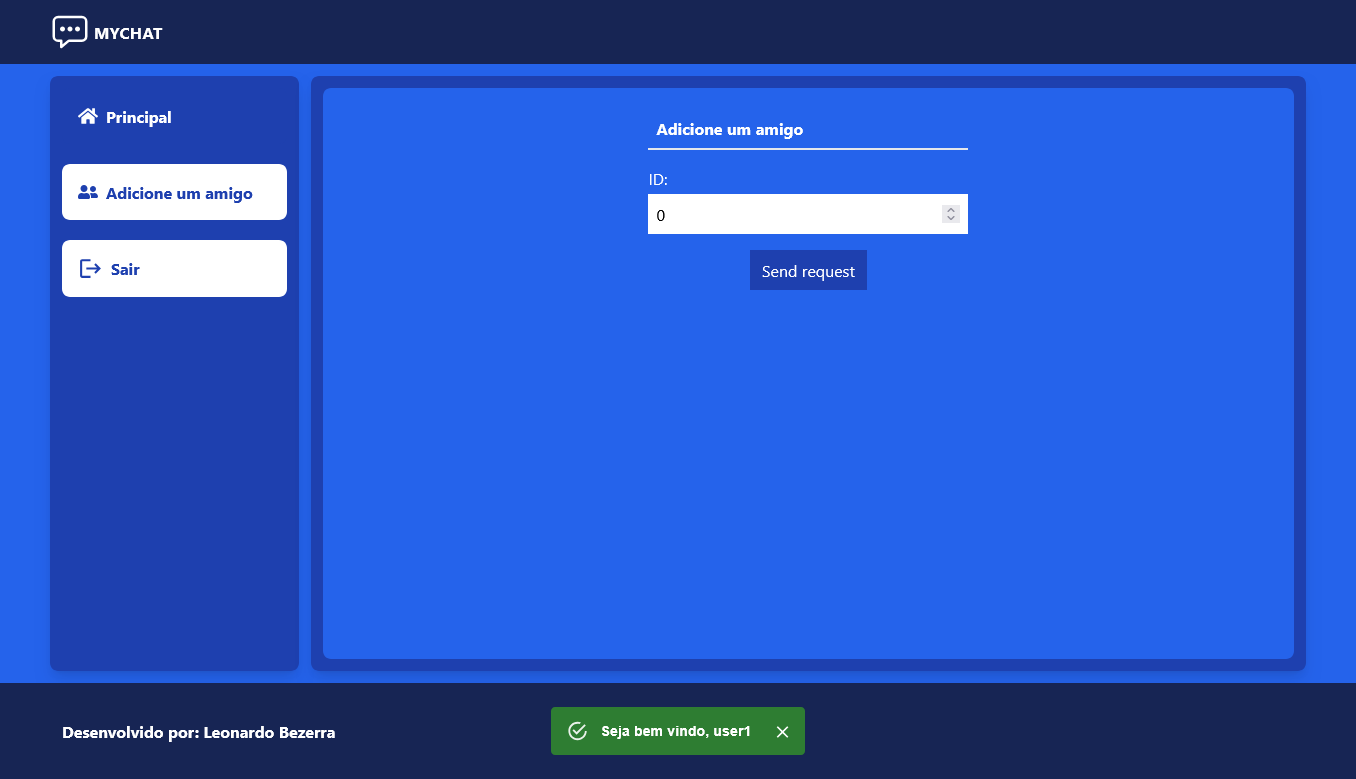 MYCHAT
Principal
Adicione um amigo
Sair
Adicione um amigo
ID:
0
Send request
Desenvolvido por: Leonardo Bezerra
Seja bem vindo, user1